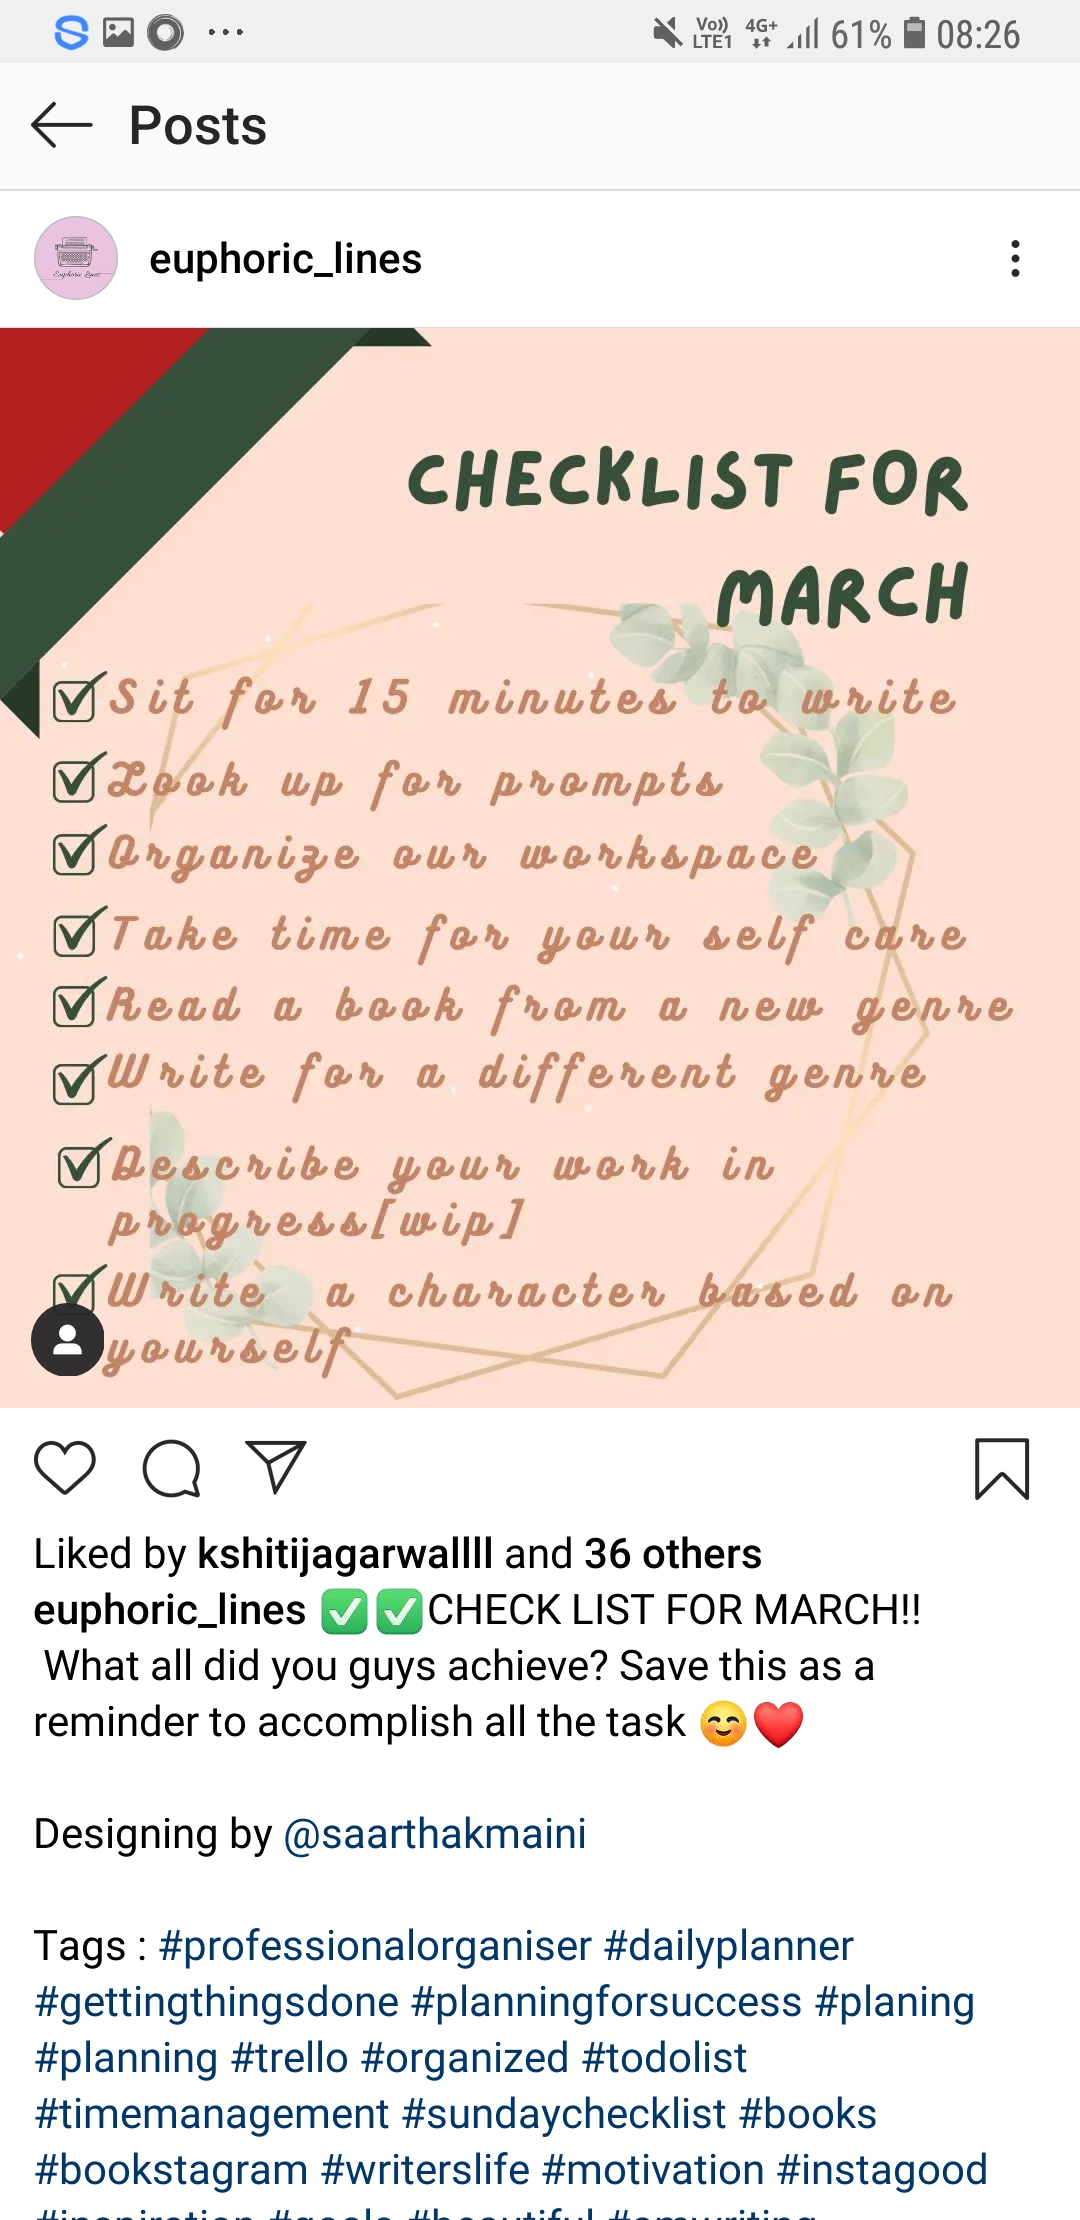 Vo)) LTE1 4G+ 61% 08:26
Posts
euphoric_lines
CHECKLIST FOR
MARCH
Sit for 15 minutes to write
Look up for prompts
Organize our workspace
Take time for your self care
Read a book from a new genre
Write for a different genre
Describe your work in
progress[wip]
Write a character based on
yourself
Liked by kshitijagarwallll and 36 others
euphoric_lines ✅✅CHECK LIST FOR MARCH!!
What all did you guys achieve? Save this as a
reminder to accomplish all the task 😊❤️
Designing by @saarthakmaini
Tags : #professionalorganiser #dailyplanner
#gettingthingsdone #planningforsuccess #planing
#planning #trello #organized #todolist
#timemanagement #sundaychecklist #books
#bookstagram #writerslife #motivation #instagood
#inspiration #goals #beautiful #amwriting